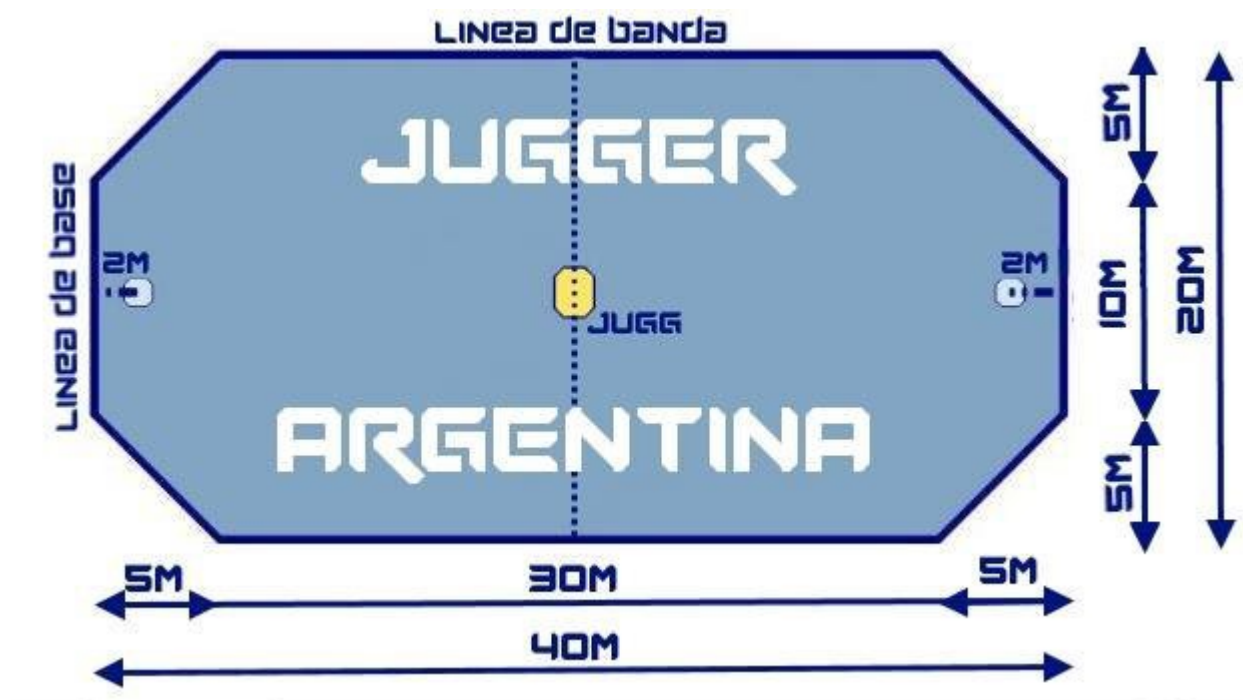 LINEA DE BANDA
JUGGER
ARGENTINA
LINEA DE BASE
2M
2M
JUGG
5M
10M
5M
20M
5M
30M
5M
40M